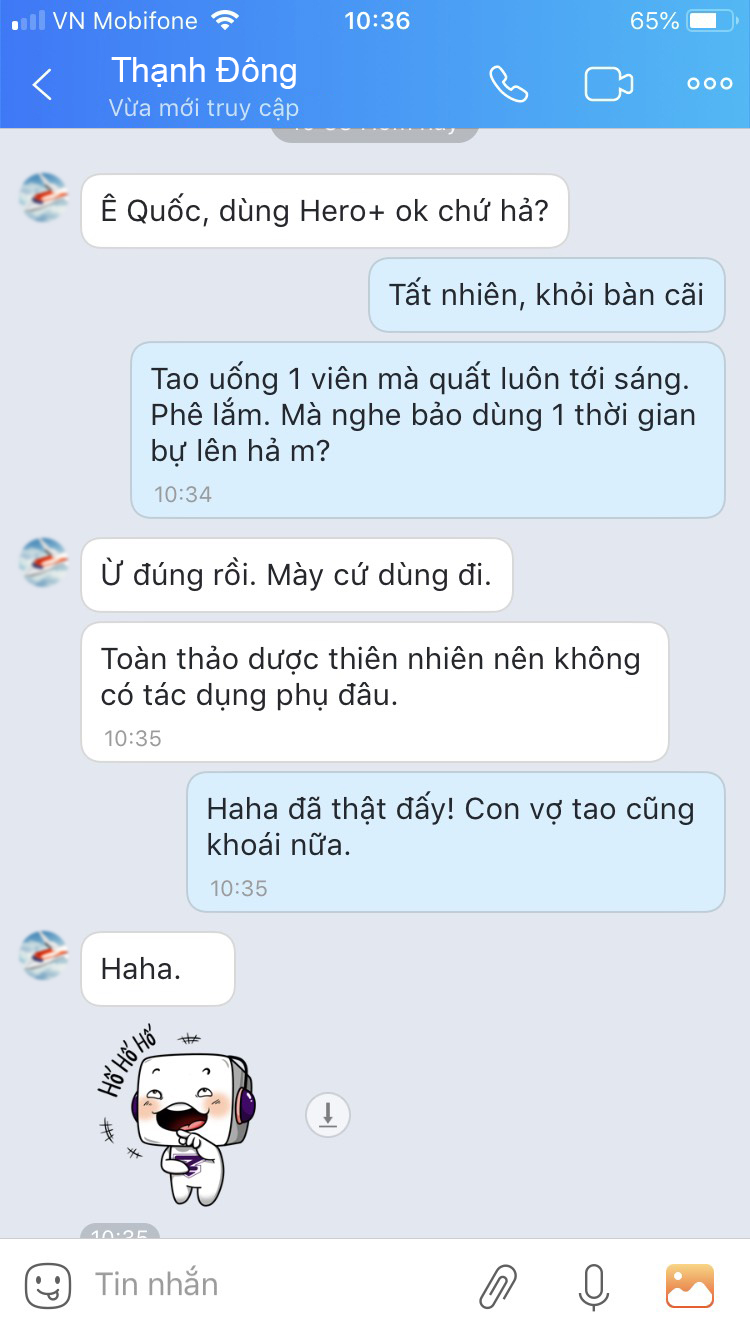 VN Mobifone 10:36 65%
Thạnh Đông
Vừa mới truy cập
Ê Quốc, dùng Hero+ ok chứ hả?
Tất nhiên, khỏi bàn cãi
Tao uống 1 viên mà quất luôn tới sáng.
Phê lắm. Mà nghe bảo dùng 1 thời gian
bự lên hả m?
10:34
Ừ đúng rồi. Mày cứ dùng đi.
Toàn thảo dược thiên nhiên nên không
có tác dụng phụ đâu.
10:35
Haha đã thật đấy! Con vợ tao cũng
khoái nữa.
10:35
Haha.
Hố Hố Hố
10:35
Tin nhắn